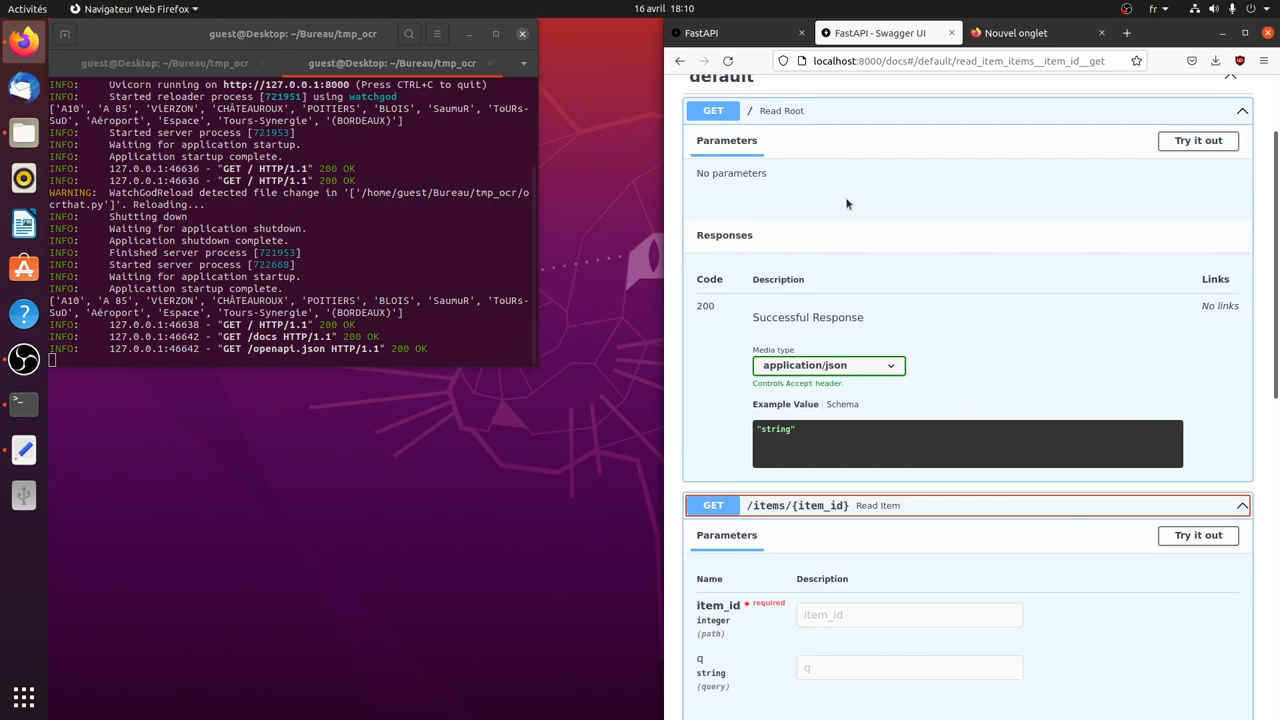 Activités
Navigateur Web Firefox
16 avril 18:10
fr
guest@Desktop: ~/Bureau/tmp_ocr
guest@Desktop: ~/Bureau/tmp_ocr
guest@Desktop: ~/Bureau/tmp_ocr
INFO: Uvicorn running on http://127.0.0.1:8000 (Press CTRL+C to quit)
INFO: Started reloader process [721951] using watchgod
['A10', 'A 85', 'ViERZON', 'CHÂTEAUROUX', 'POITIERS', 'BLOIS', 'SaumuR', 'ToURs-
SuD', 'Aéroport', 'Espace', 'Tours-Synergie', '(BORDEAUX)']
INFO: Started server process [721953]
INFO: Waiting for application startup.
INFO: Application startup complete.
INFO: 127.0.0.1:46636 - "GET / HTTP/1.1" 200 OK
INFO: 127.0.0.1:46636 - "GET / HTTP/1.1" 200 OK
WARNING: WatchGodReload detected file change in '['/home/guest/Bureau/tmp_ocr/o
crthat.py']'. Reloading...
INFO: Shutting down
INFO: Waiting for application shutdown.
INFO: Application shutdown complete.
INFO: Finished server process [721953]
INFO: Started server process [722668]
INFO: Waiting for application startup.
INFO: Application startup complete.
['A10', 'A 85', 'ViERZON', 'CHÂTEAUROUX', 'POITIERS', 'BLOIS', 'SaumuR', 'ToURs-
SuD', 'Aéroport', 'Espace', 'Tours-Synergie', '(BORDEAUX)']
INFO: 127.0.0.1:46638 - "GET / HTTP/1.1" 200 OK
INFO: 127.0.0.1:46642 - "GET /docs HTTP/1.1" 200 OK
INFO: 127.0.0.1:46642 - "GET /openapi.json HTTP/1.1" 200 OK
FastAPI
FastAPI - Swagger UI
Nouvel onglet
localhost:8000/docs#/default/read_item_items__item_id__get
default
GET / Read Root
Parameters
Try it out
No parameters
Responses
Code Description Links
200 Successful Response No links
Media type
application/json
Controls Accept header.
Example Value Schema
"string"
GET /items/{item_id} Read Item
Parameters
Try it out
Name Description
item_id * required
item_id
integer
(path)
q
q
string
(query)